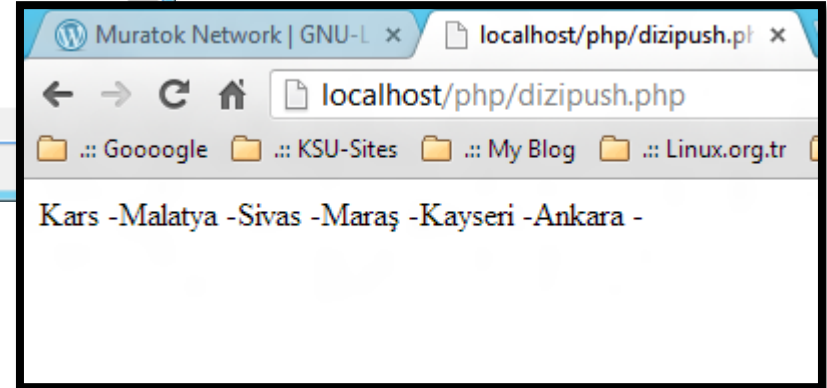 Muratok Network | GNU-L
localhost/php/dizipush.ph
localhost/php/dizipush.php
.:: Goooogle .:: KSU-Sites .:: My Blog .:: Linux.org.tr
Kars -Malatya -Sivas -Maraş -Kayseri -Ankara -